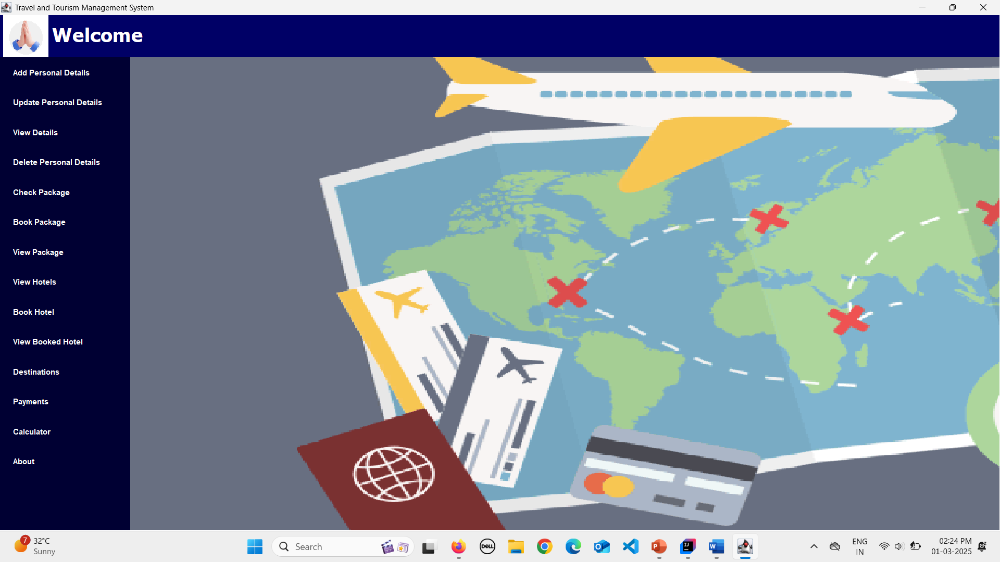 Travel and Tourism Management System
Welcome
Add Personal Details
Update Personal Details
View Details
Delete Personal Details
Check Package
Book Package
View Package
View Hotels
Book Hotel
View Booked Hotel
Destinations
Payments
Calculator
About
7
32°C
Sunny
Search
DELL
P
IJ
W
ENG
IN
02:24 PM
01-03-2025